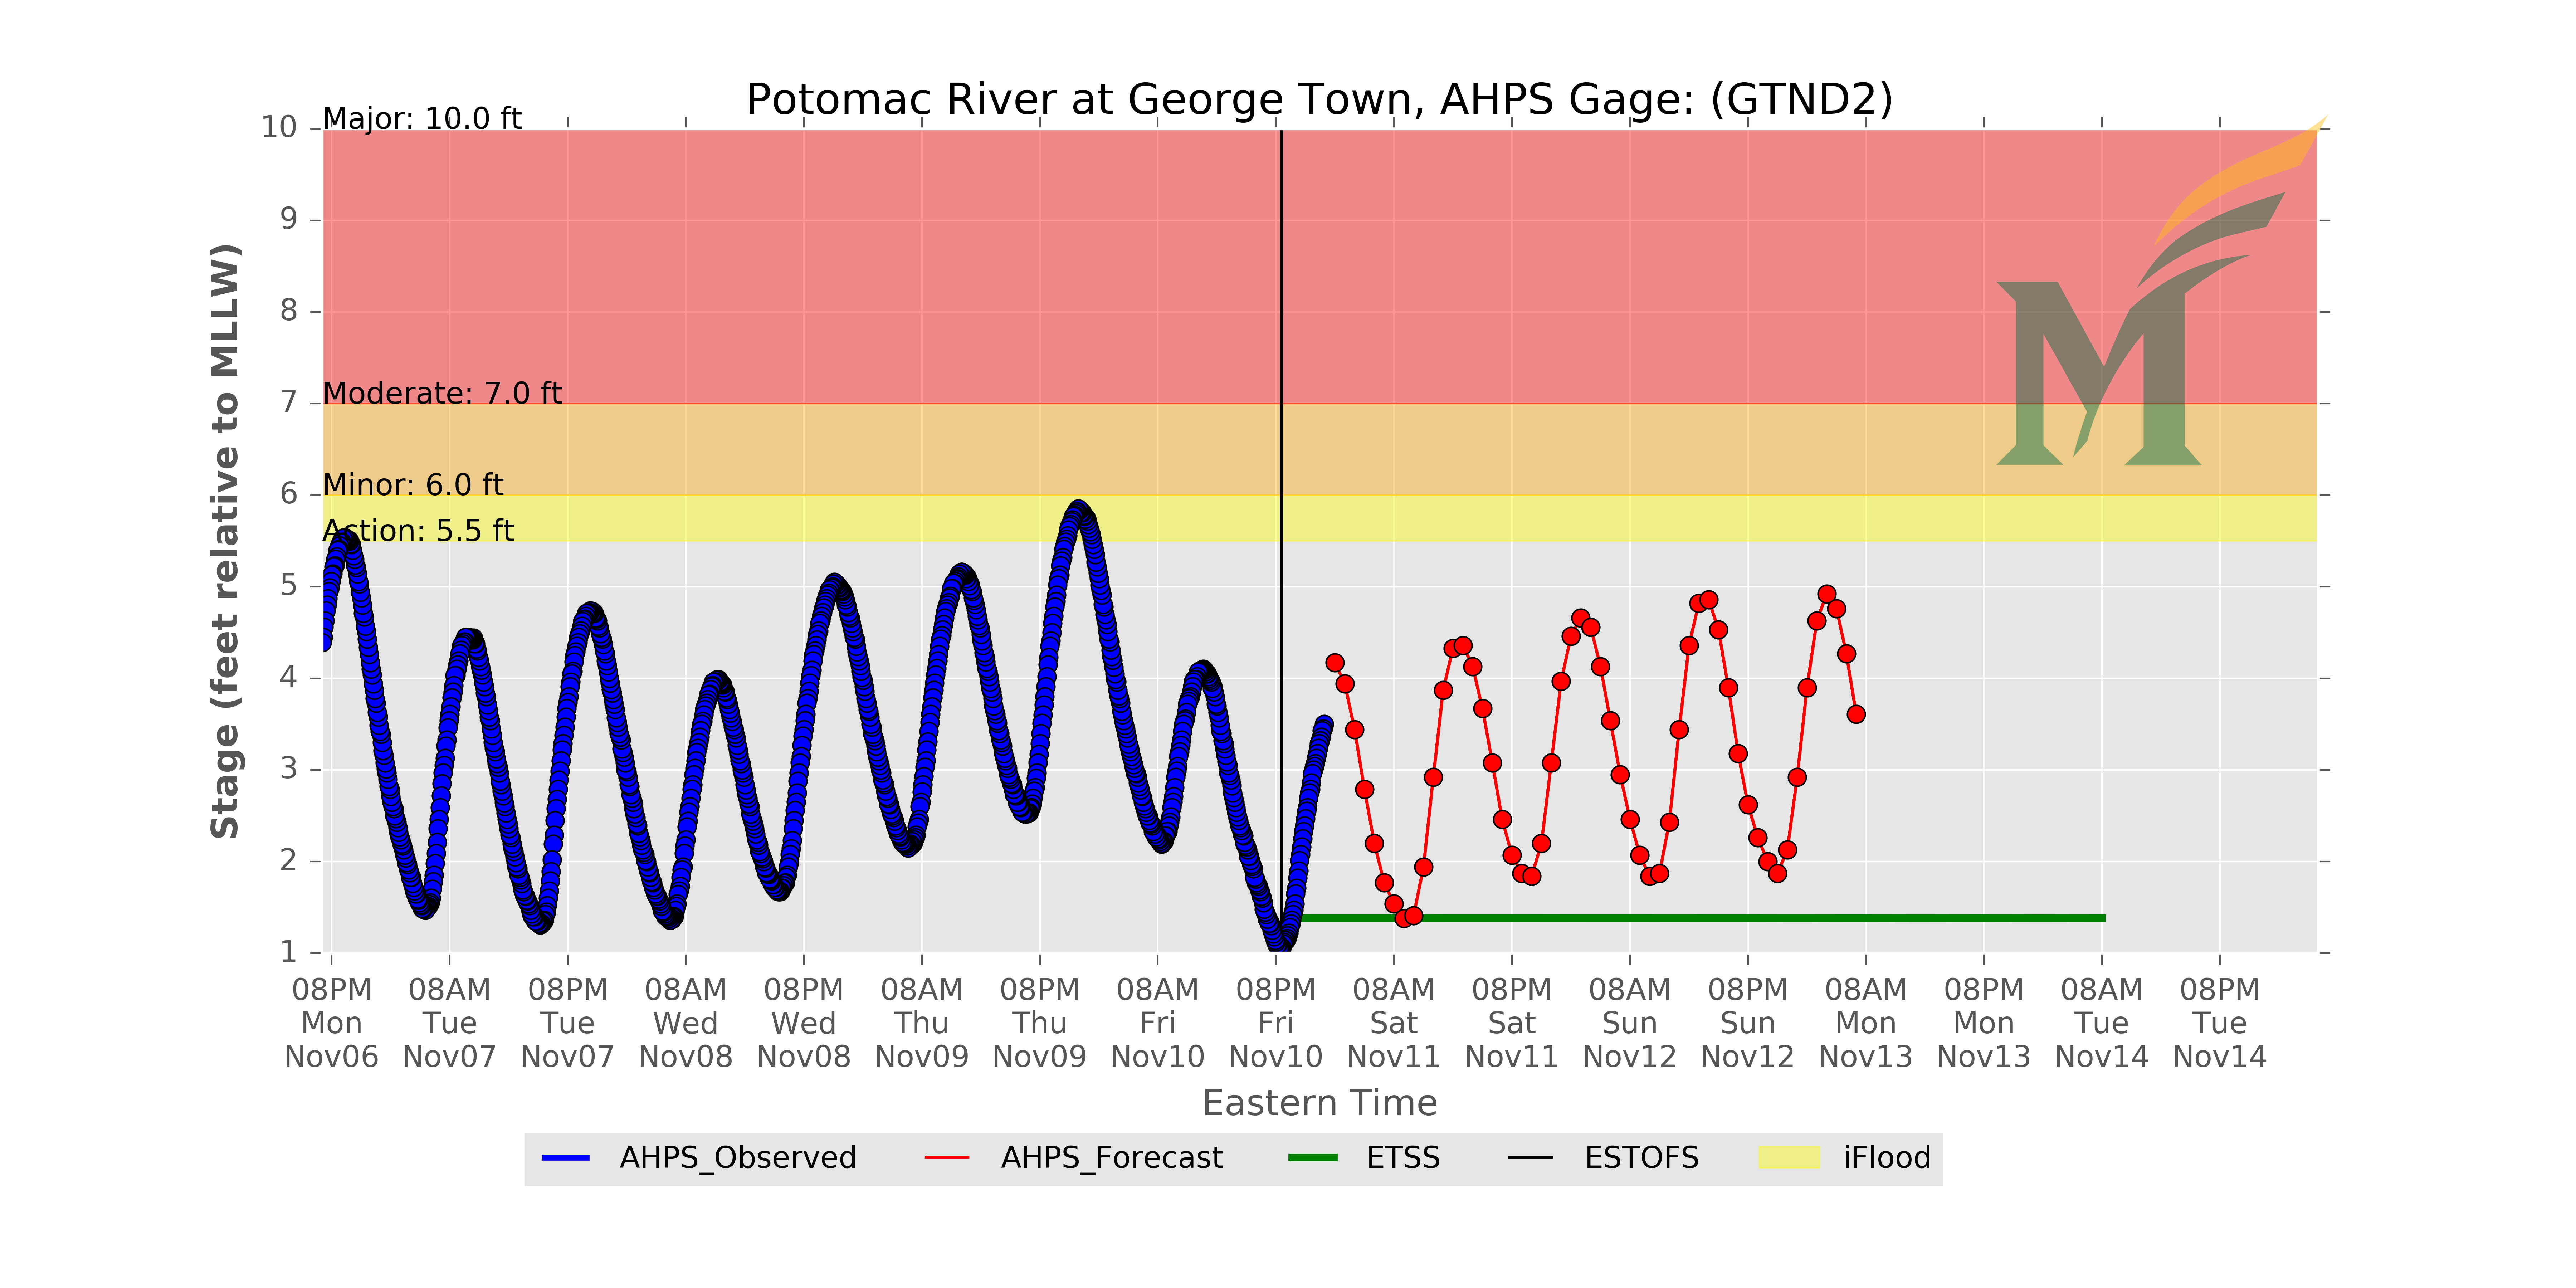 Potomac River at George Town, AHPS Gage: (GTND2)
Major: 10.0 ft
Moderate: 7.0 ft
Minor: 6.0 ft
Action: 5.5 ft
Stage (feet relative to MLLW)
10
9
8
7
6
5
4
3
2
1
08PM Mon Nov06
08AM Tue Nov07
08PM Tue Nov07
08AM Wed Nov08
08PM Wed Nov08
08AM Thu Nov09
08PM Thu Nov09
08AM Fri Nov10
08PM Fri Nov10
08AM Sat Nov11
08PM Sat Nov11
08AM Sun Nov12
08PM Sun Nov12
08AM Mon Nov13
08PM Mon Nov13
08AM Tue Nov14
08PM Tue Nov14
Eastern Time
AHPS_Observed AHPS_Forecast ETSS ESTOFS iFlood
M